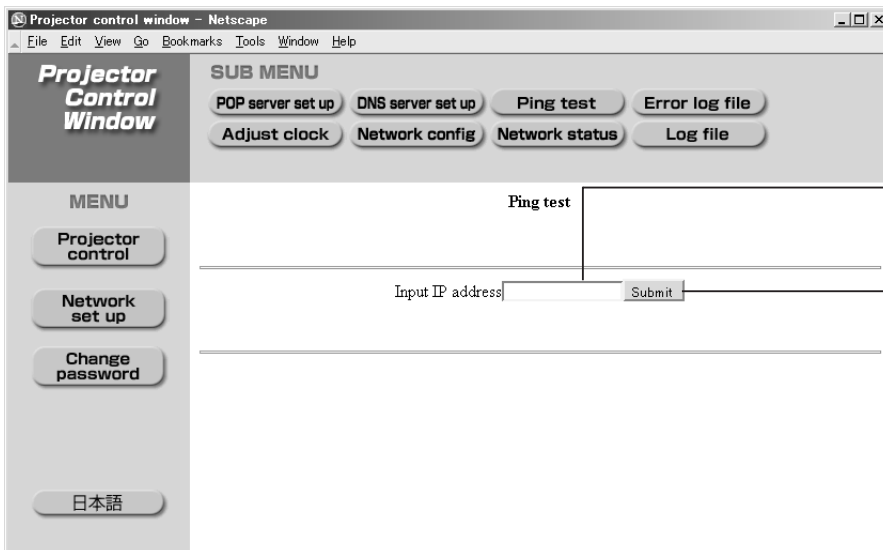 Projector control window - Netscape
File Edit View Go Bookmarks Tools Window Help
Projector
Control
Window
SUB MENU
POP server set up DNS server set up Ping test Error log file
Adjust clock Network config Network status Log file
MENU
Projector
control
Network
set up
Change
password
日本語
Ping test
Input IP address Submit